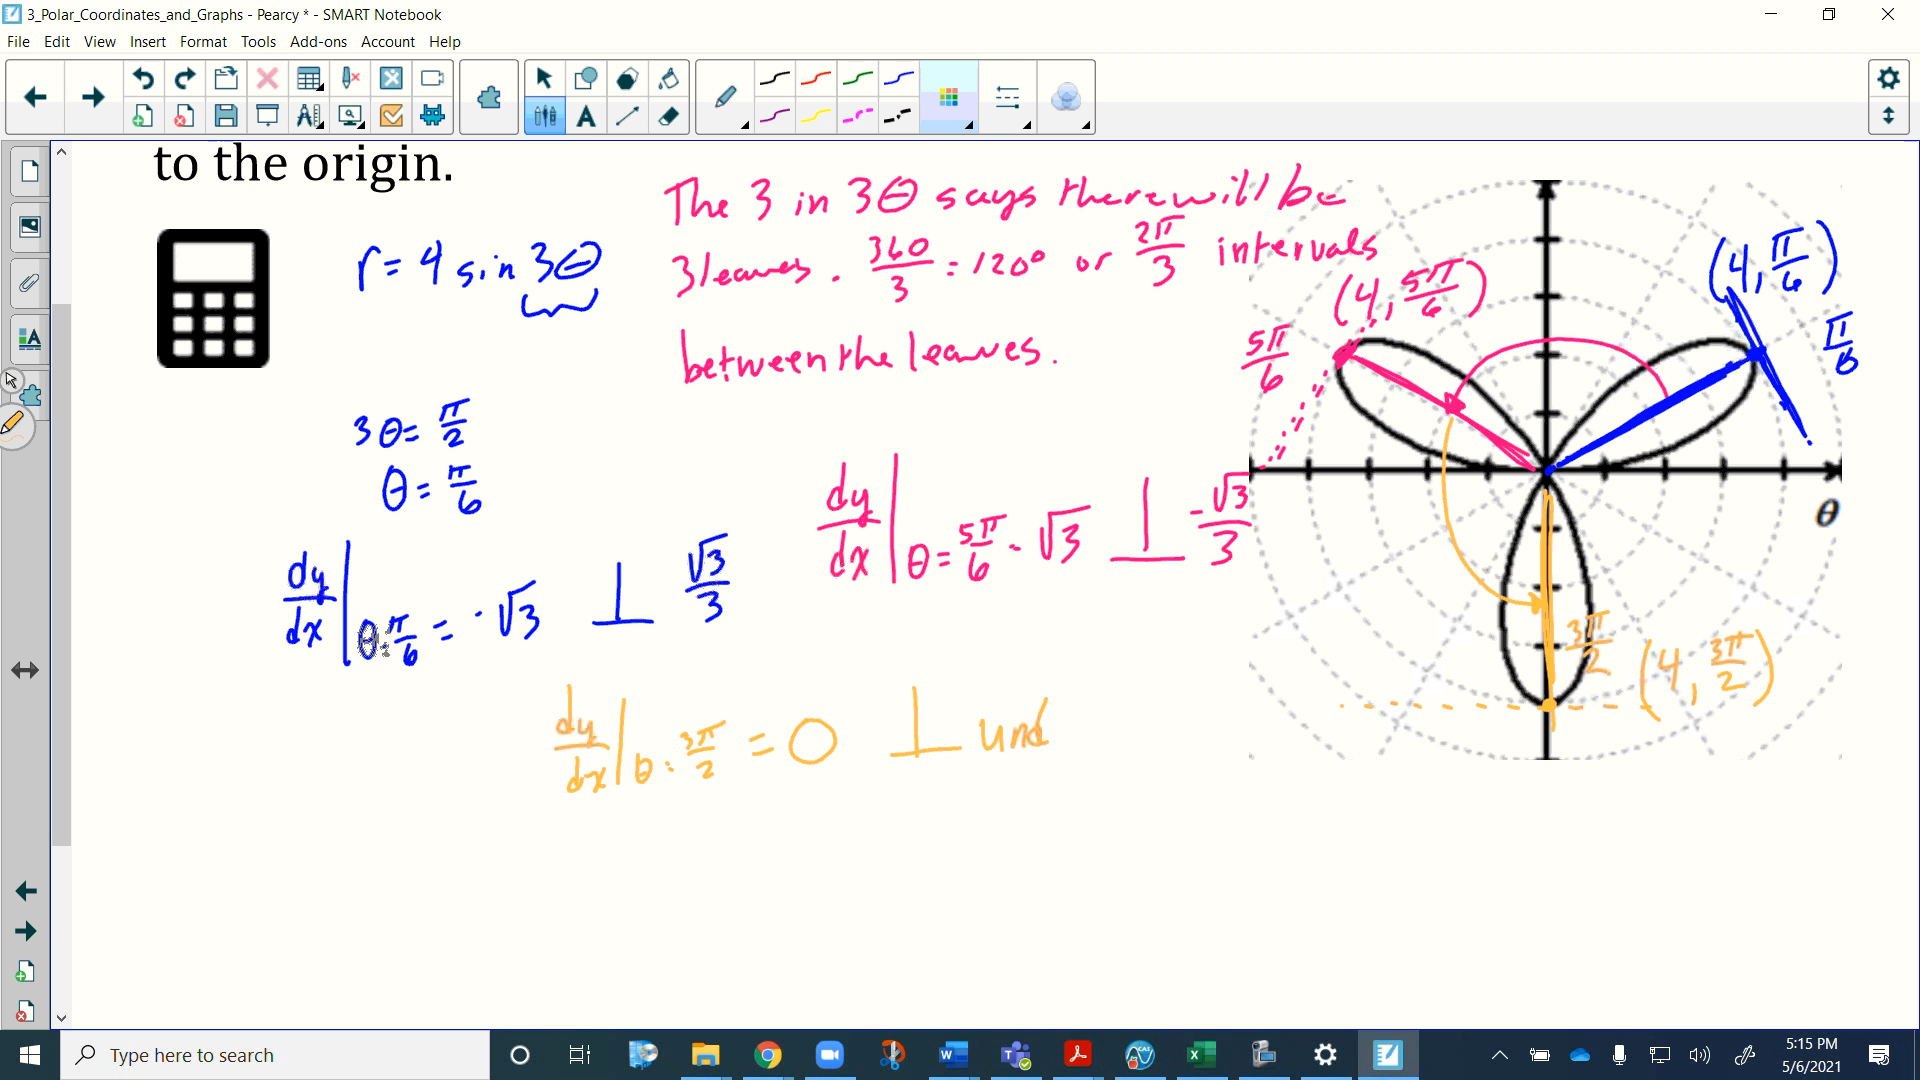 3_Polar_Coordinates_and_Graphs - Pearcy * - SMART Notebook
File Edit View Insert Format Tools Add-ons Account Help
to the origin.
r = 4 sin 3θ
The 3 in 3θ says there will be
3 leaves. 360/3 = 120° or 2π/3 intervals
between the leaves.
3θ = π/2
θ = π/6
dy/dx | θ = π/6 = -√3 ⊥ √3/3
dy/dx | θ = 5π/6 = √3 ⊥ -√3/3
dy/dx | θ = 3π/2 = 0 ⊥ und
(4, 5π/6)
5π/6
(4, π/6)
π/6
θ
3π/2
(4, 3π/2)
Type here to search
5:15 PM
5/6/2021